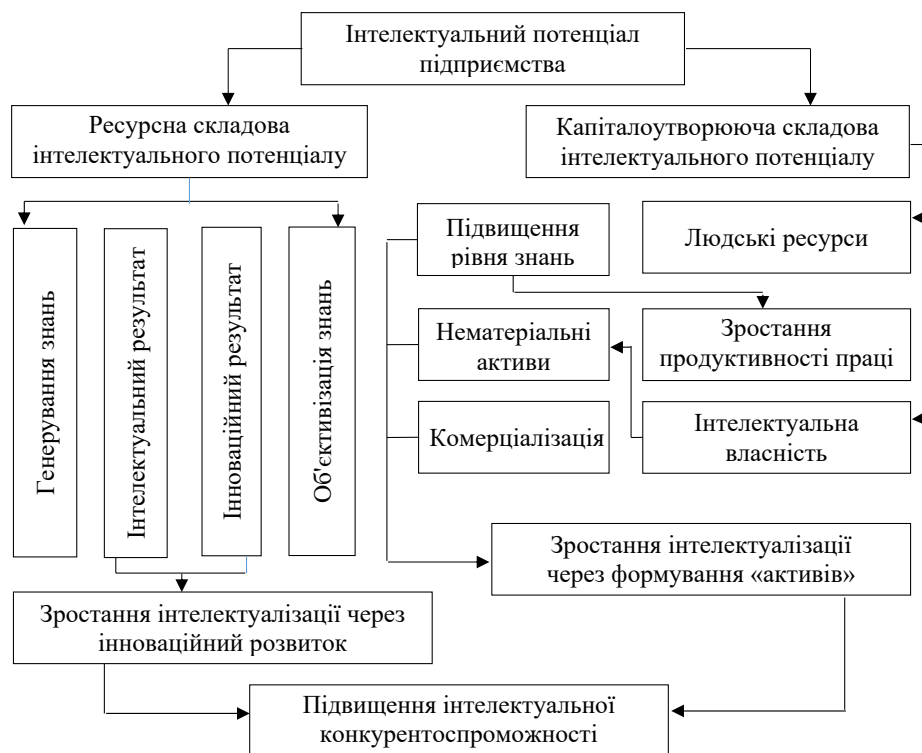 Інтелектуальний потенціал
підприємства
Ресурсна складова
інтелектуального потенціалу
Капіталоутворююча складова
інтелектуального потенціалу
Генерування знань
Інтелектуальний результат
Інноваційний результат
Об'єктивізація знань
Підвищення
рівня знань
Людські ресурси
Нематеріальні
активи
Зростання
продуктивності праці
Комерціалізація
Інтелектуальна
власність
Зростання інтелектуалізації
через формування «активів»
Зростання інтелектуалізації через
інноваційний розвиток
Підвищення інтелектуальної
конкурентоспроможності